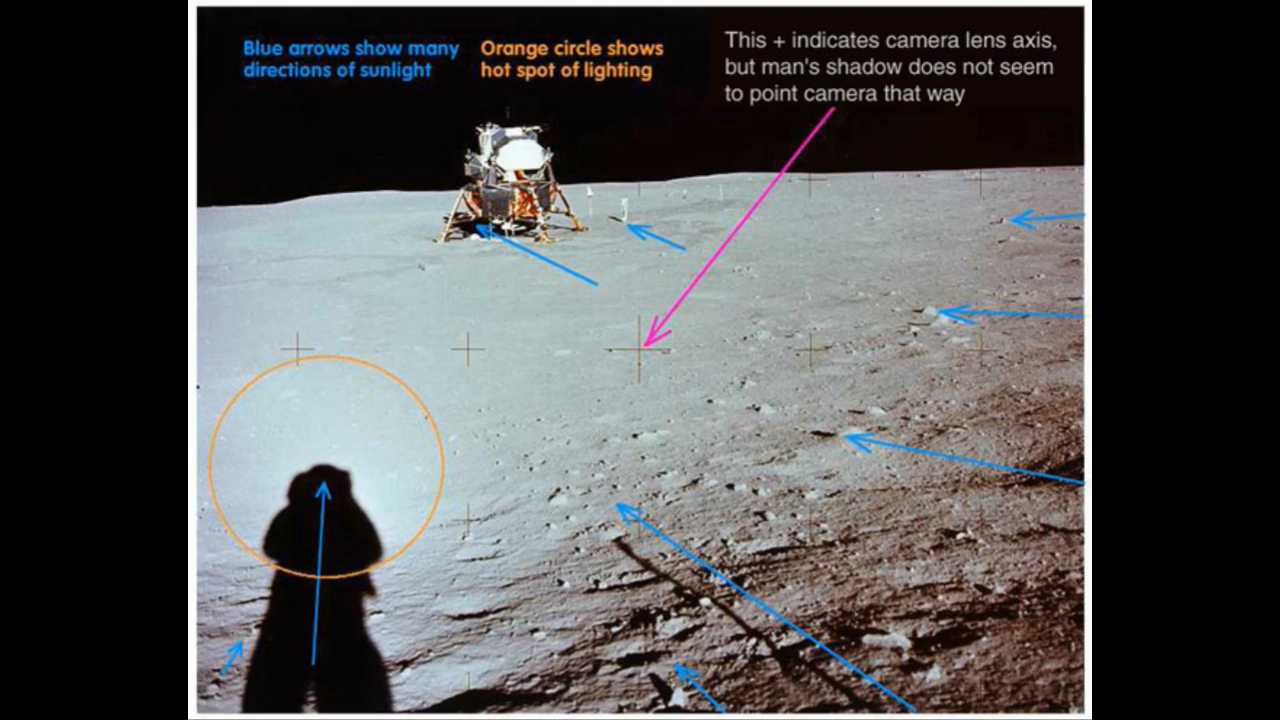 Blue arrows show many
directions of sunlight
Orange circle shows
hot spot of lighting
This + indicates camera lens axis,
but man's shadow does not seem
to point camera that way